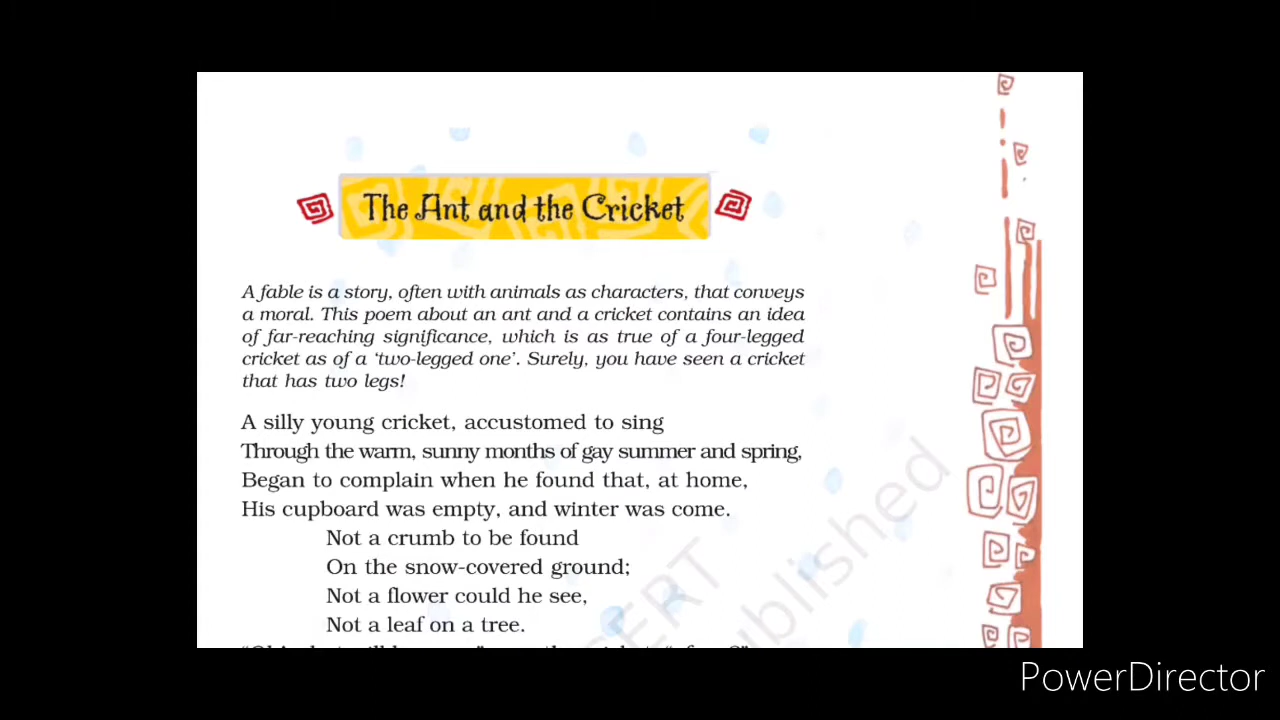 The Ant and the Cricket
A fable is a story, often with animals as characters, that conveys
a moral. This poem about an ant and a cricket contains an idea
of far-reaching significance, which is as true of a four-legged
cricket as of a ‘two-legged one’. Surely, you have seen a cricket
that has two legs!
A silly young cricket, accustomed to sing
Through the warm, sunny months of gay summer and spring,
Began to complain when he found that, at home,
His cupboard was empty, and winter was come.
Not a crumb to be found
On the snow-covered ground;
Not a flower could he see,
Not a leaf on a tree.
PowerDirector